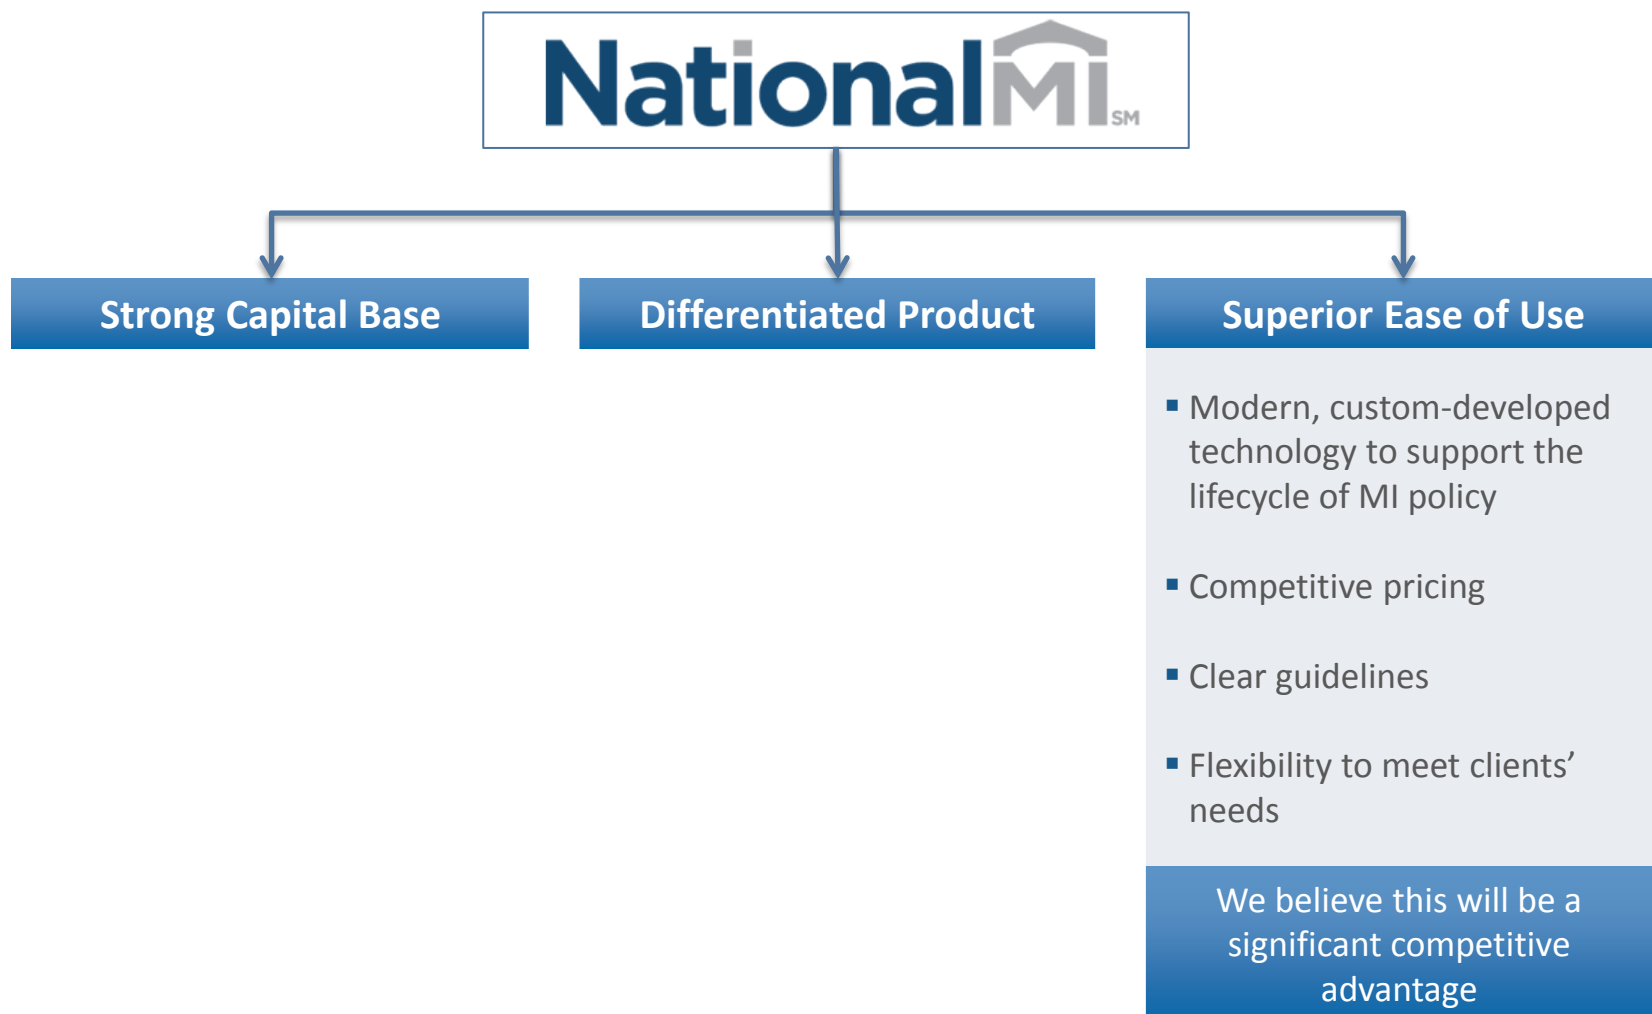 NationalMI SM
Strong Capital Base
Differentiated Product
Superior Ease of Use
▪ Modern, custom-developed
technology to support the
lifecycle of MI policy
▪ Competitive pricing
▪ Clear guidelines
▪ Flexibility to meet clients’
needs
We believe this will be a
significant competitive
advantage